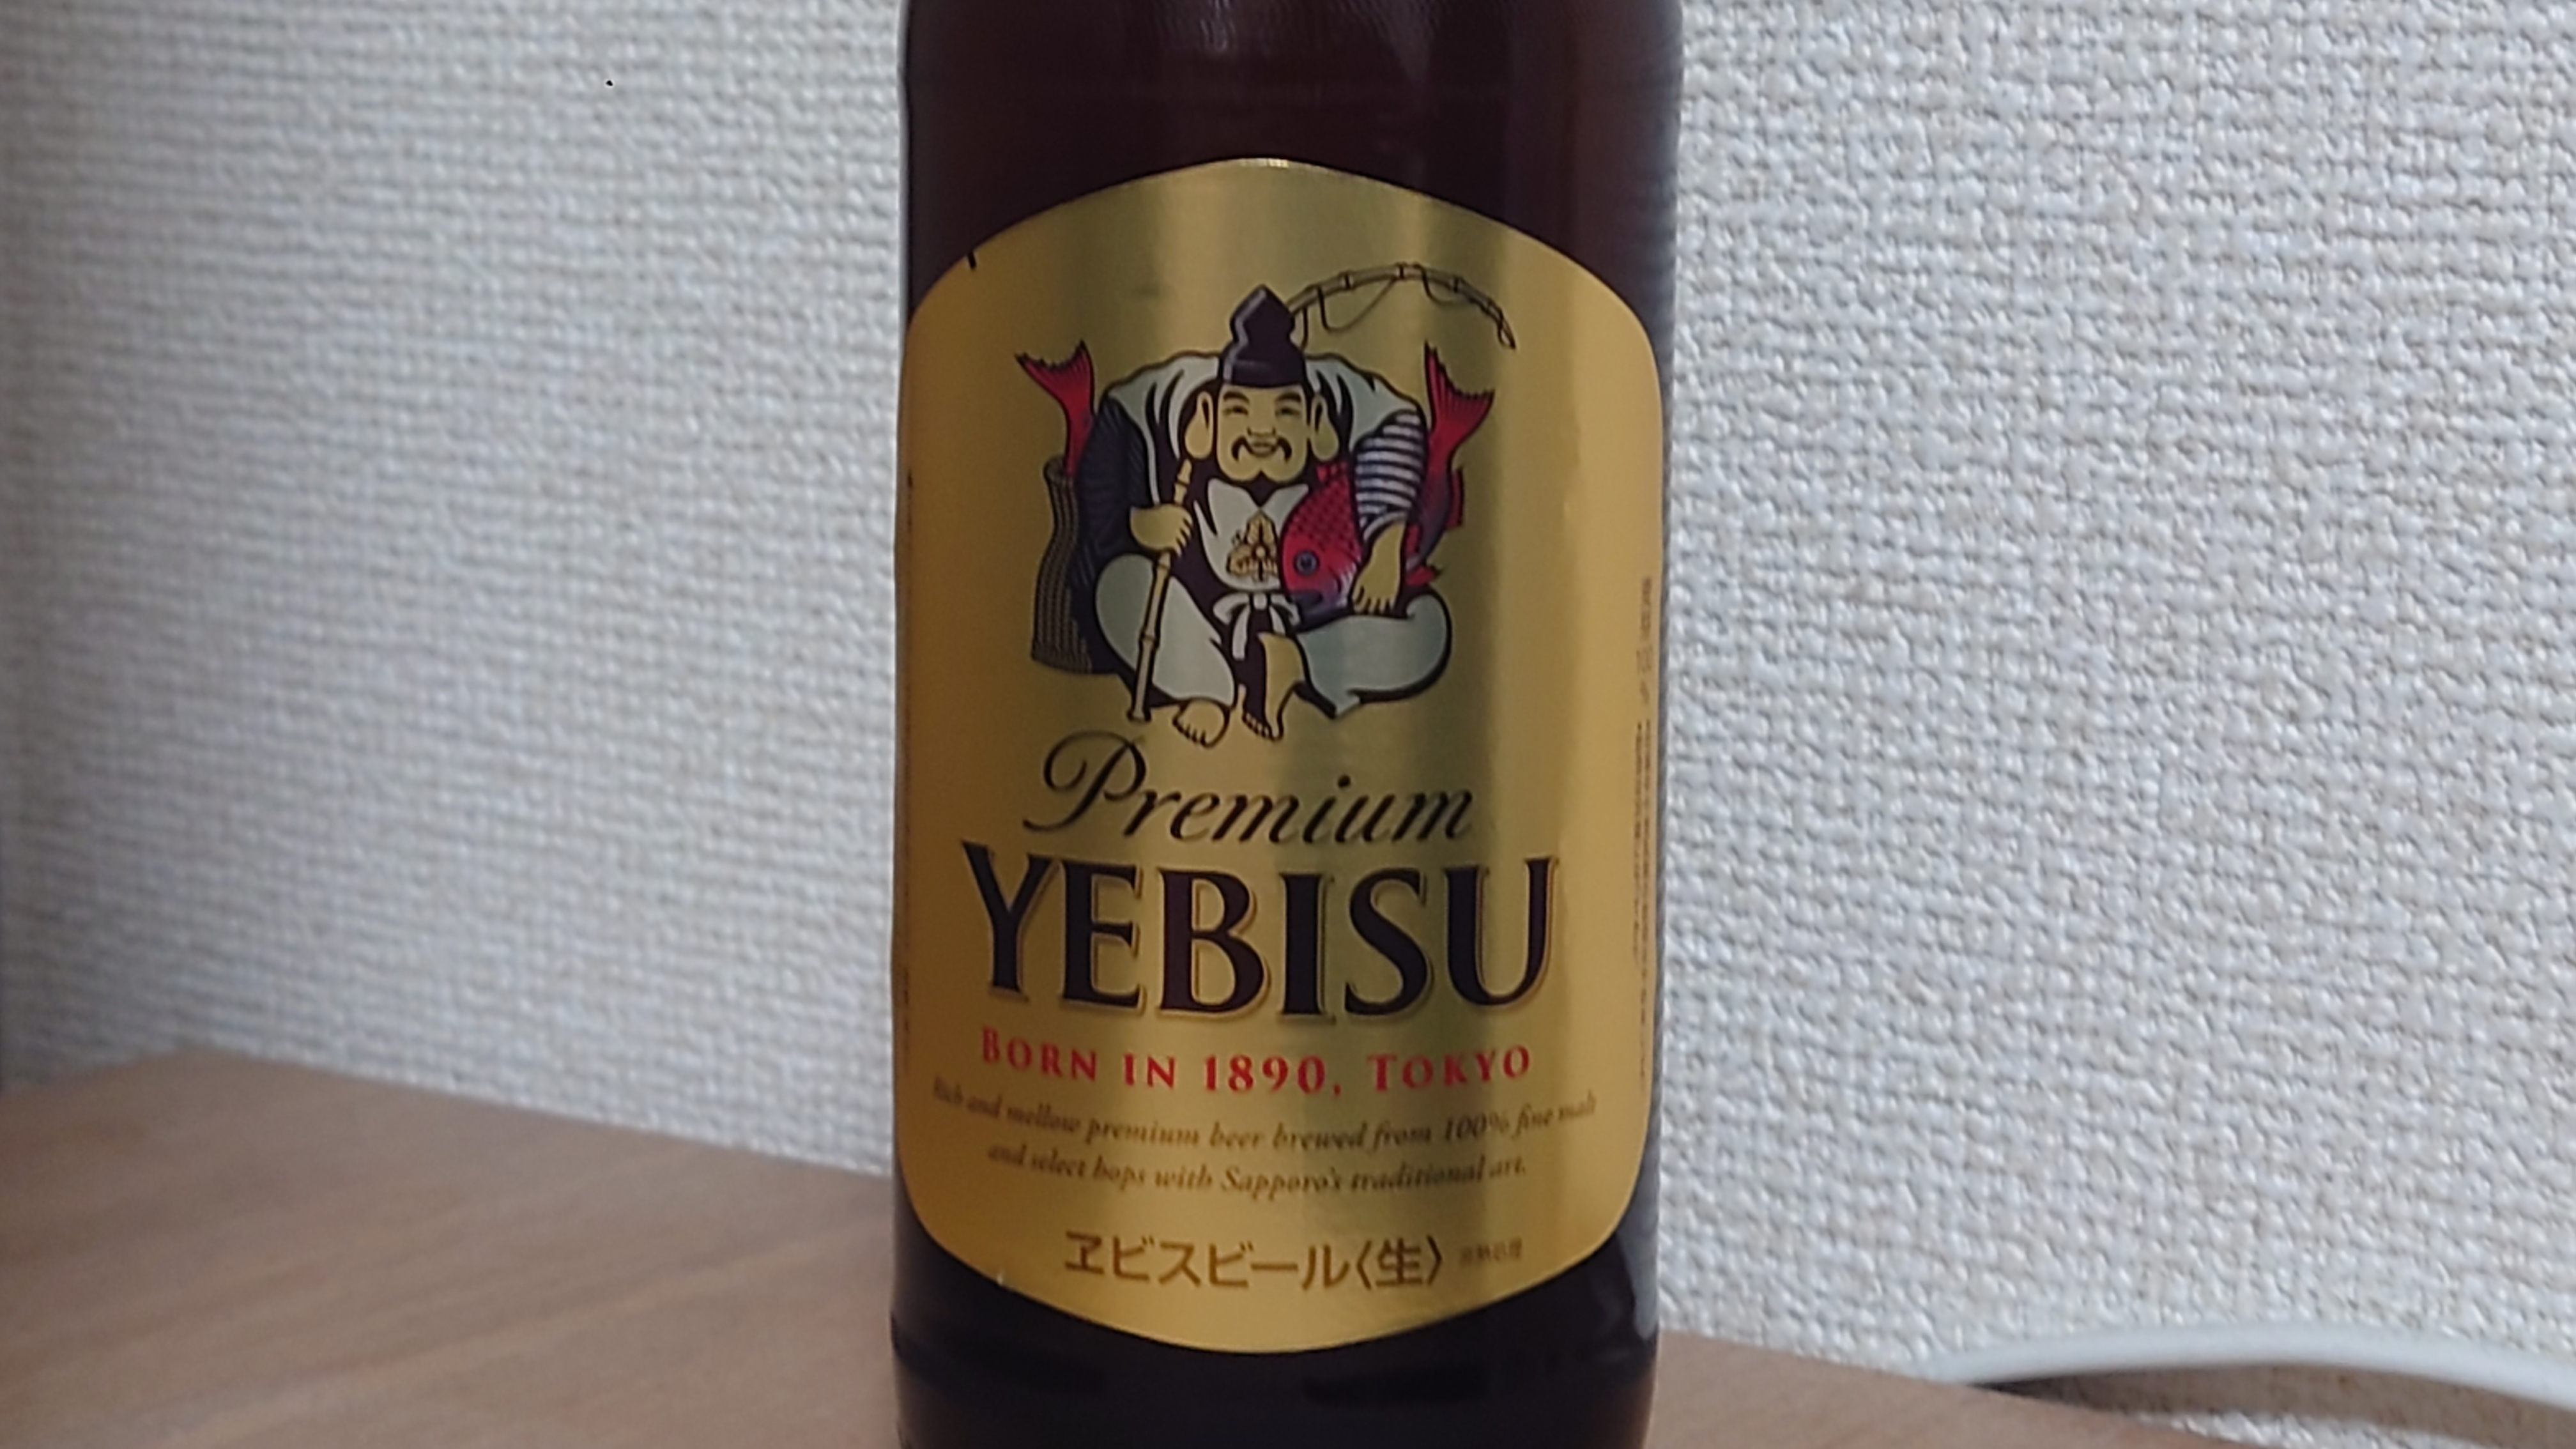 Premium
YEBISU
BORN IN 1890, TOKYO
Rich and mellow premium beer brewed from 100% fine malt
and select hops with Sapporo's traditional art.
ヱビスビール〈生〉